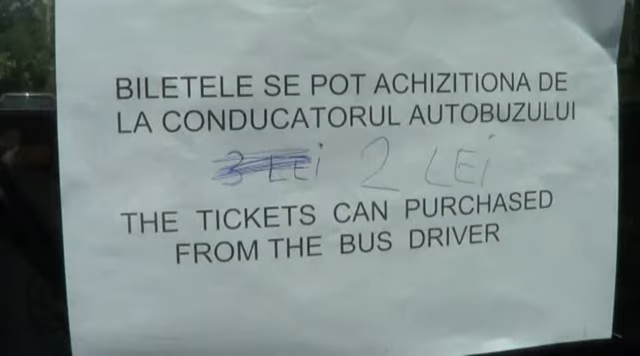 BILETELE SE POT ACHIZITIONA DE
LA CONDUCATORUL AUTOBUZULUI
3 LEI 2 LEI
THE TICKETS CAN PURCHASED
FROM THE BUS DRIVER